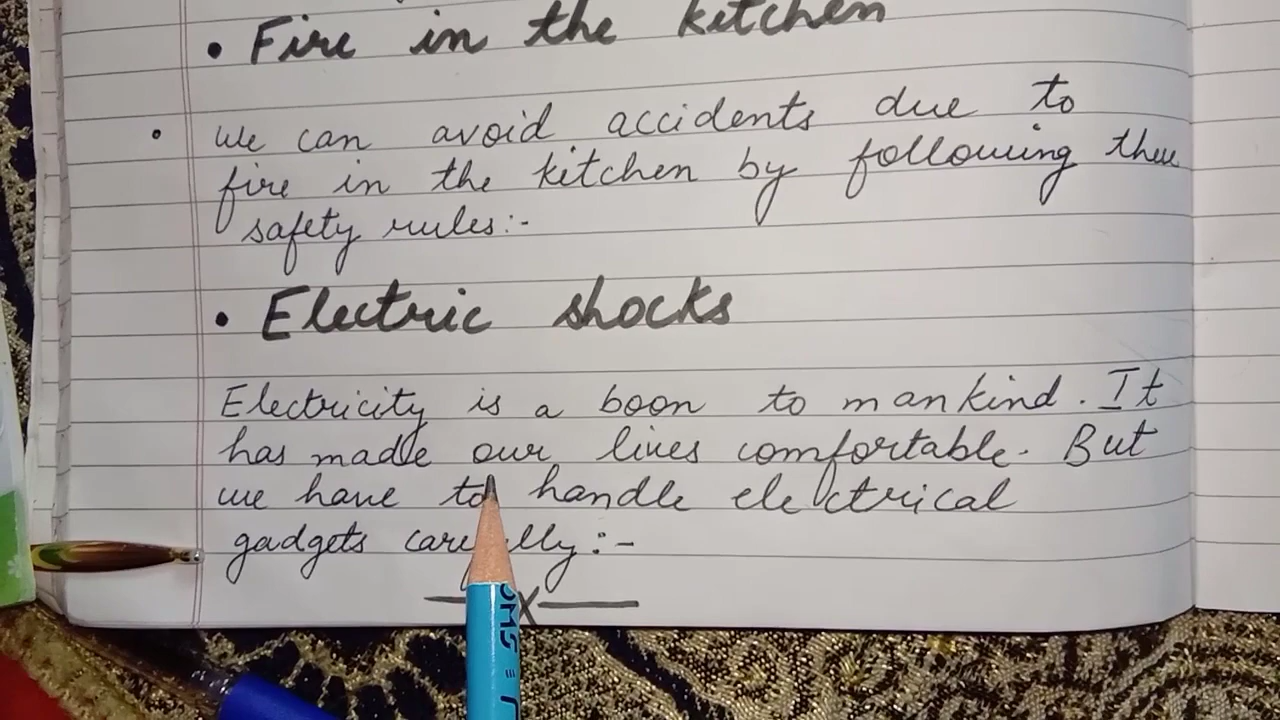 • Fire in the kitchen
• We can avoid accidents due to
fire in the kitchen by following these
safety rules:-
• Electric shocks
Electricity is a boon to mankind. It
has made our lives comfortable. But
we have to handle electrical
gadgets carefully:-
DOMS